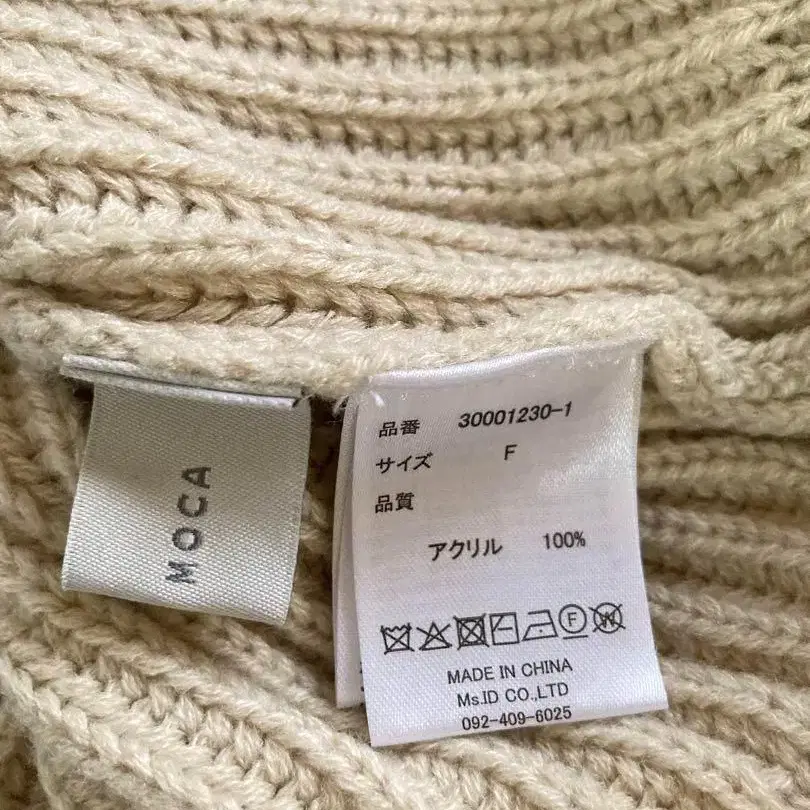 MOCA
品番 30001230-1
サイズ F
品質
アクリル 100%
F W
MADE IN CHINA
Ms.ID CO.,LTD
092-409-6025